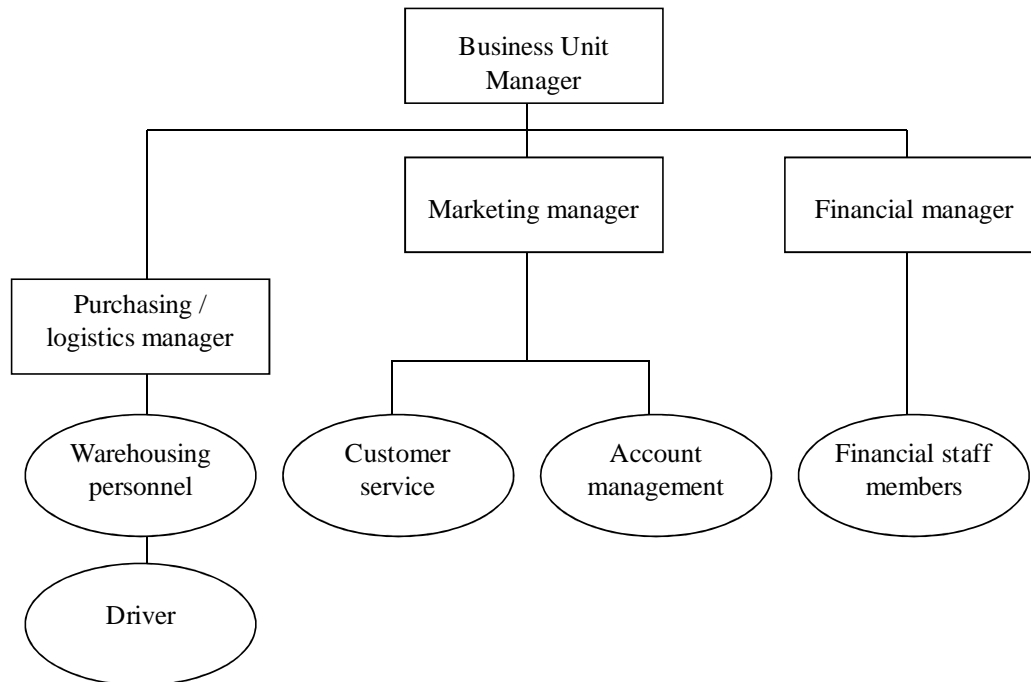 Business Unit
Manager
Marketing manager
Financial manager
Purchasing /
logistics manager
Warehousing
personnel
Customer
service
Account
management
Financial staff
members
Driver